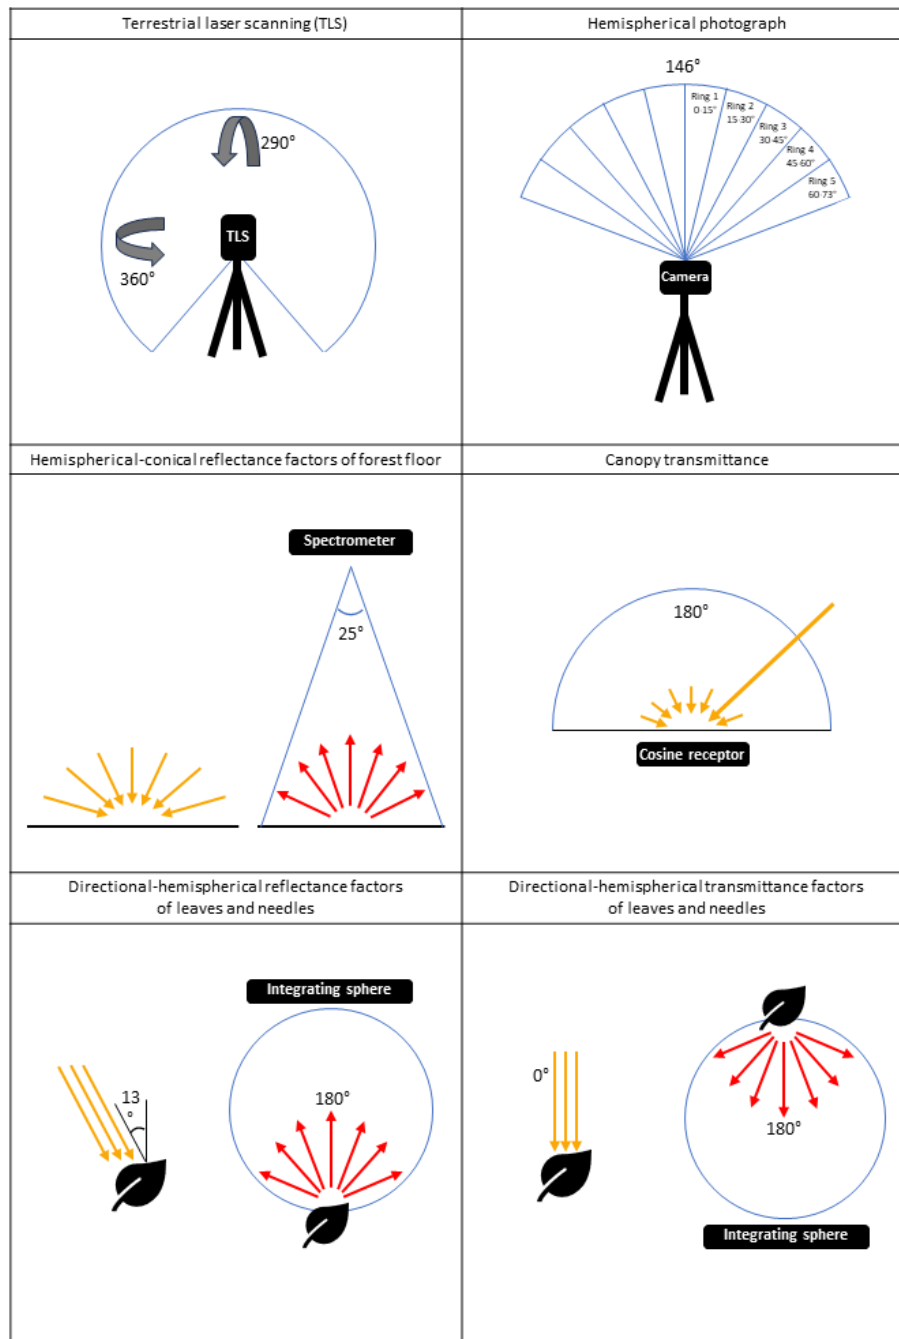 Terrestrial laser scanning (TLS)
Hemispherical photograph
290°
TLS
360°
146°
Ring 1
0-15°
Ring 2
15-30°
Ring 3
30-45°
Ring 4
45-60°
Ring 5
60-73°
Camera
Hemispherical-conical reflectance factors of forest floor
Canopy transmittance
Spectrometer
25°
180°
Cosine receptor
Directional-hemispherical reflectance factors
of leaves and needles
Directional-hemispherical transmittance factors
of leaves and needles
Integrating sphere
13
°
180°
0°
180°
Integrating sphere